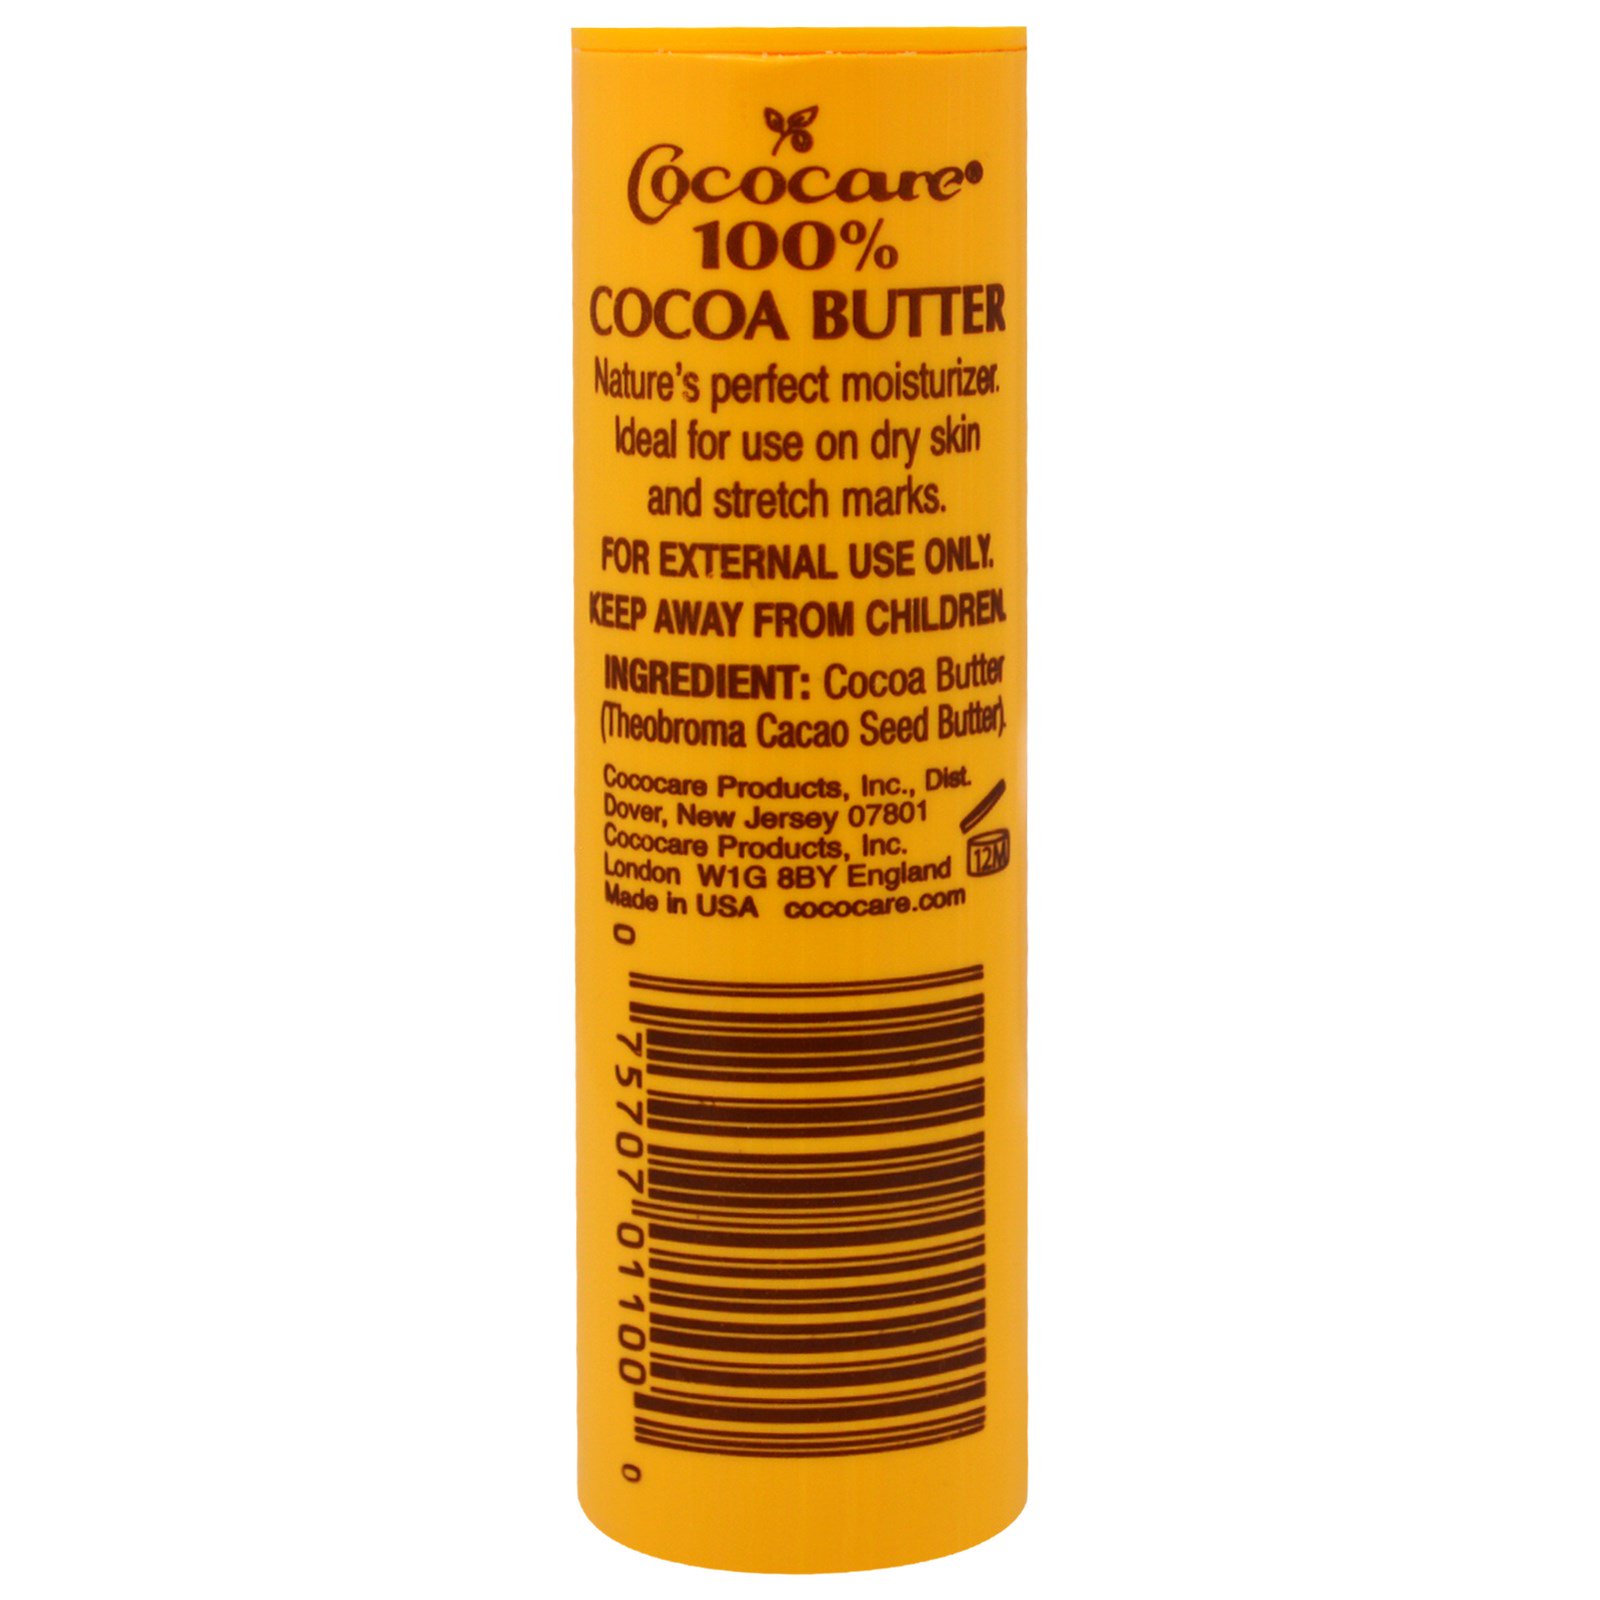 Cococare®
100%
COCOA BUTTER
Nature's perfect moisturizer.
Ideal for use on dry skin
and stretch marks.
FOR EXTERNAL USE ONLY.
KEEP AWAY FROM CHILDREN.
INGREDIENT: Cocoa Butter
(Theobroma Cacao Seed Butter).
Cococare Products, Inc., Dist.
Dover, New Jersey 07801
Cococare Products, Inc.
London W1G 8BY England
12M
Made in USA cococare.com
0 75707 01100 0